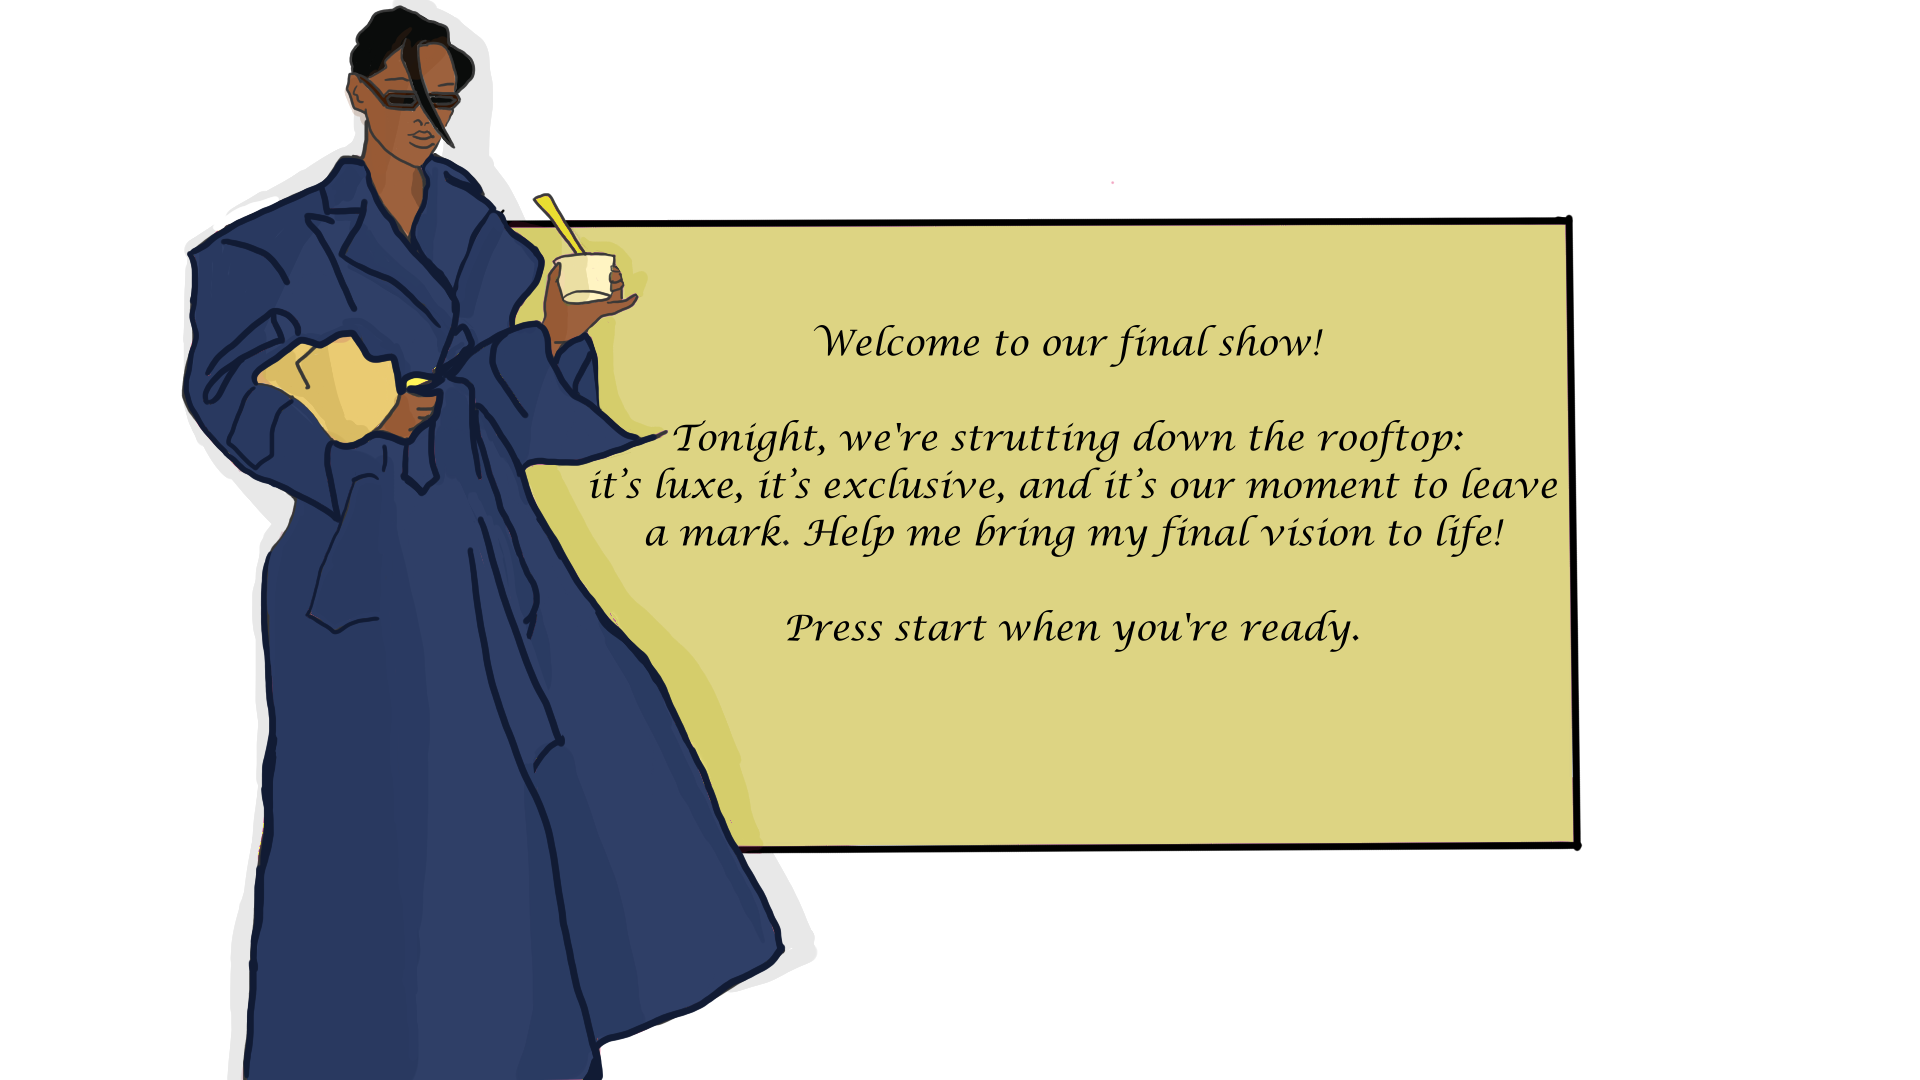 Welcome to our final show!
Tonight, we're strutting down the rooftop:
it’s luxe, it’s exclusive, and it’s our moment to leave
a mark. Help me bring my final vision to life!
Press start when you're ready.